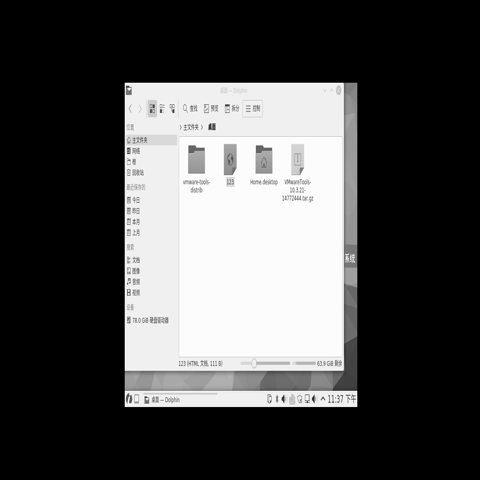 桌面 — Dolphin
查找 预览 拆分 控制
主文件夹 桌面
位置
主文件夹
网络
根
回收站
最近保存的
今日
昨日
本月
上月
搜索
文档
图像
音频
视频
设备
78.0 GiB 硬盘驱动器
vmware-tools-distrib
123
Home.desktop
VMwareTools-
10.3.21-
14772444.tar.gz
123 (HTML 文档, 111 B)
63.9 GiB 剩余
系统
桌面 — Dolphin
11:37 下午